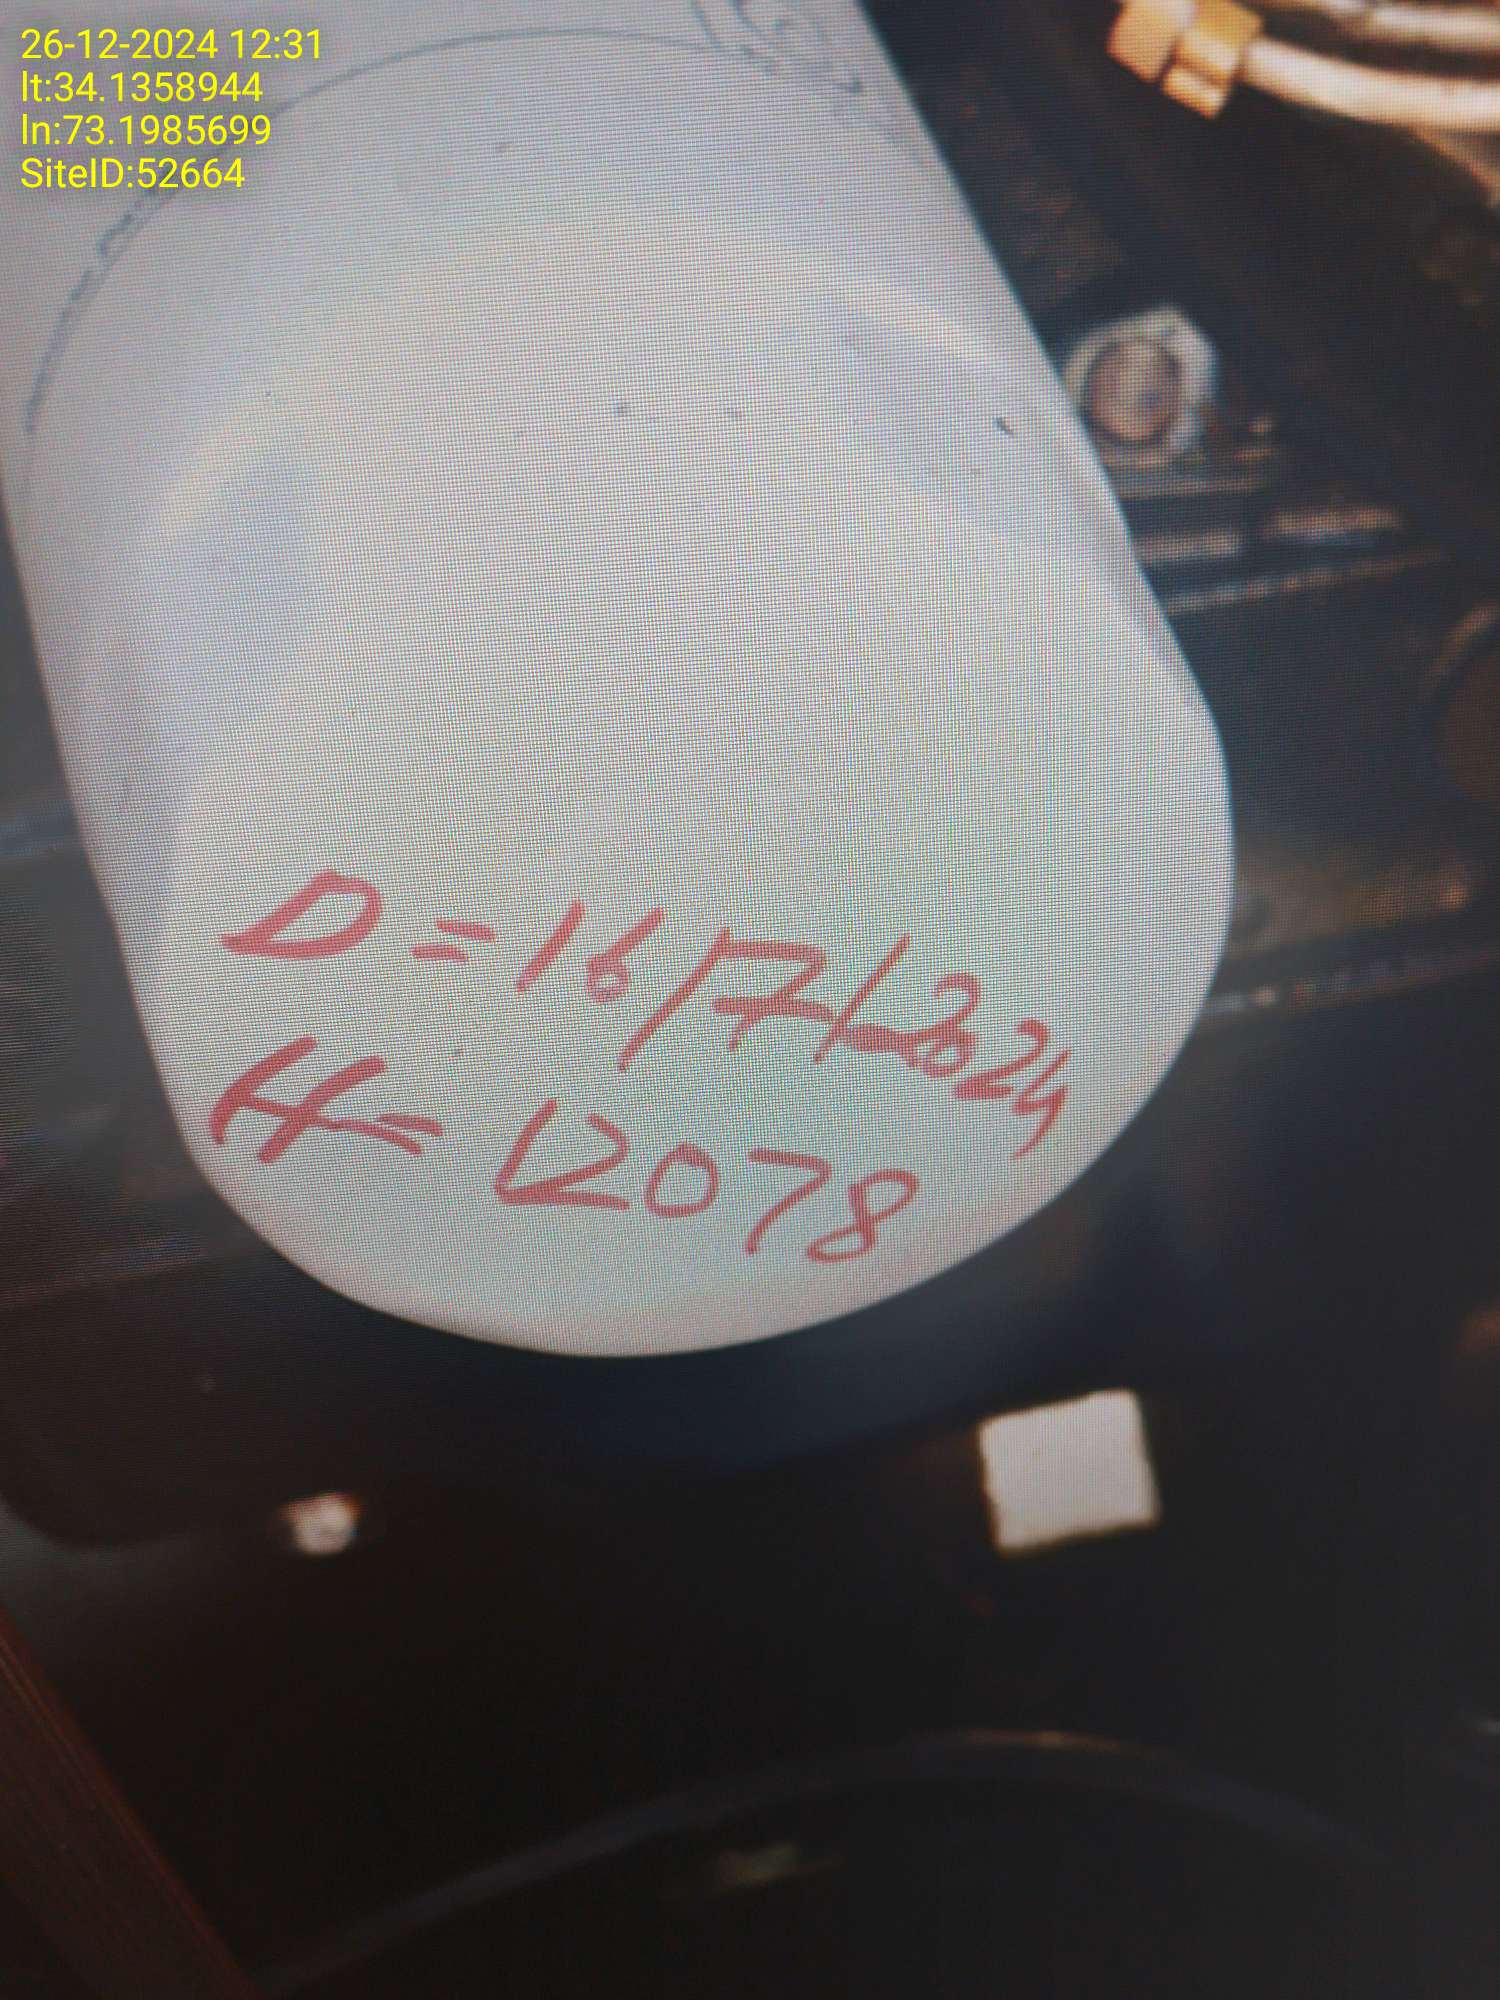 26-12-2024 12:31
lt:34.1358944
ln:73.1985699
SiteID:52664
D=16/7/2024
H=12078